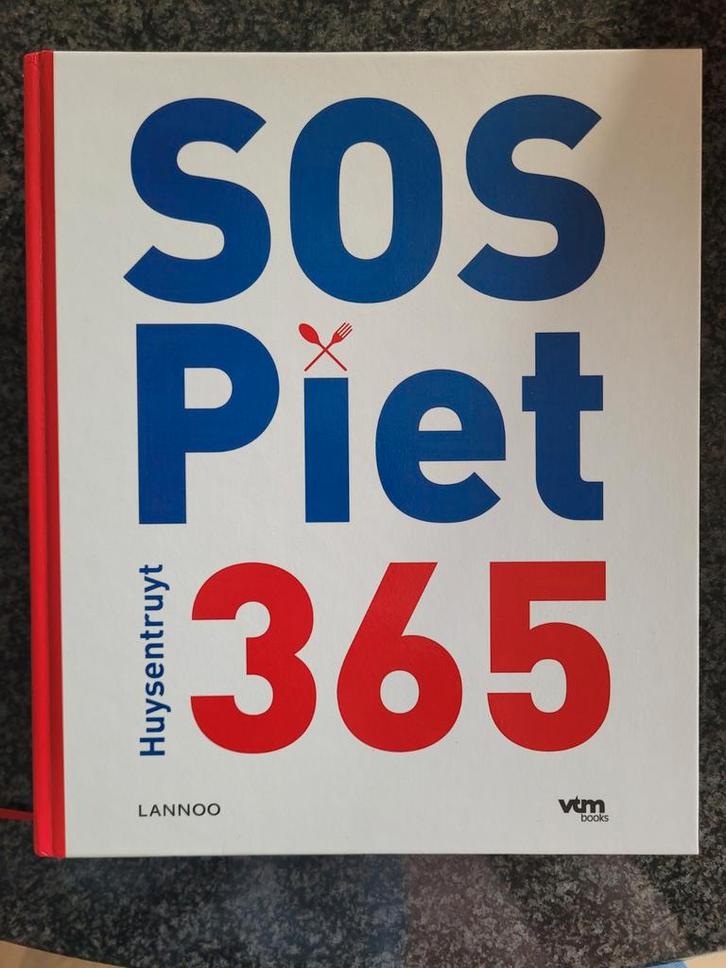 SOS
Piet
Huysentruyt
365
LANNOO
vtm
books